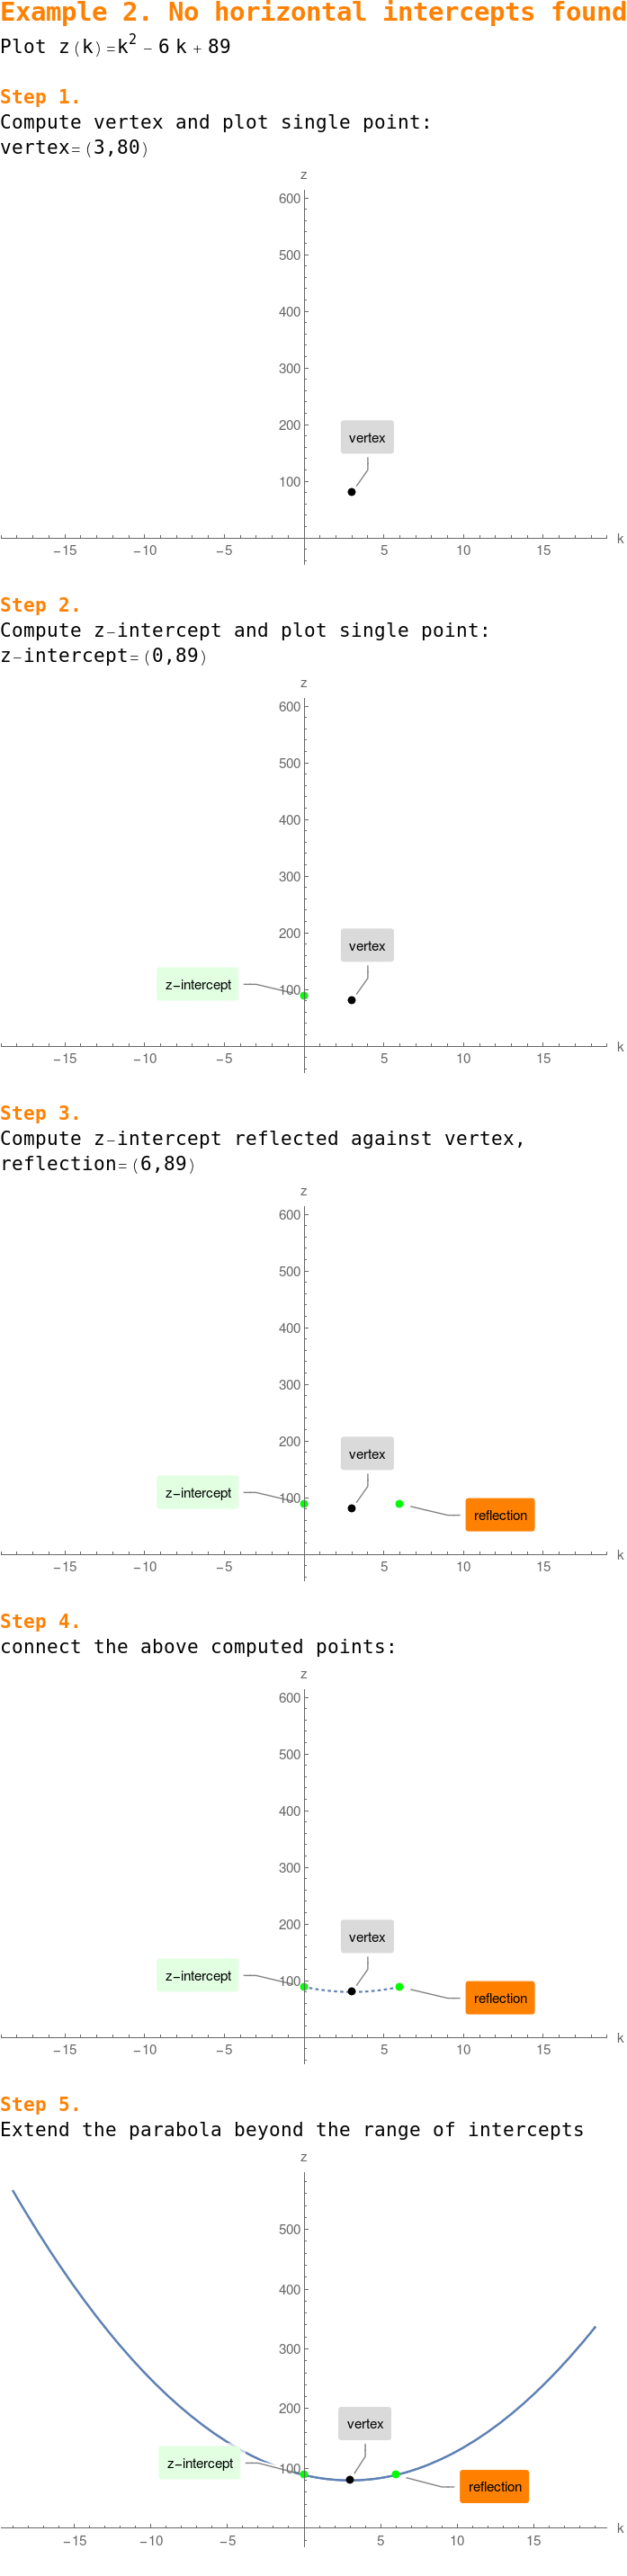 Example 2. No horizontal intercepts found
Plot z(k)=k² - 6 k + 89
Step 1.
Compute vertex and plot single point:
vertex=(3,80)
z
600
500
400
300
200
vertex
100
-15 -10 -5 5 10 15 k
Step 2.
Compute z-intercept and plot single point:
z-intercept=(0,89)
z
600
500
400
300
200
vertex
z-intercept 100
-15 -10 -5 5 10 15 k
Step 3.
Compute z-intercept reflected against vertex,
reflection=(6,89)
z
600
500
400
300
200
vertex
z-intercept 100
reflection
-15 -10 -5 5 10 15 k
Step 4.
connect the above computed points:
z
600
500
400
300
200
vertex
z-intercept 100
reflection
-15 -10 -5 5 10 15 k
Step 5.
Extend the parabola beyond the range of intercepts
z
500
400
300
200
vertex
z-intercept 100
reflection
-15 -10 -5 5 10 15 k